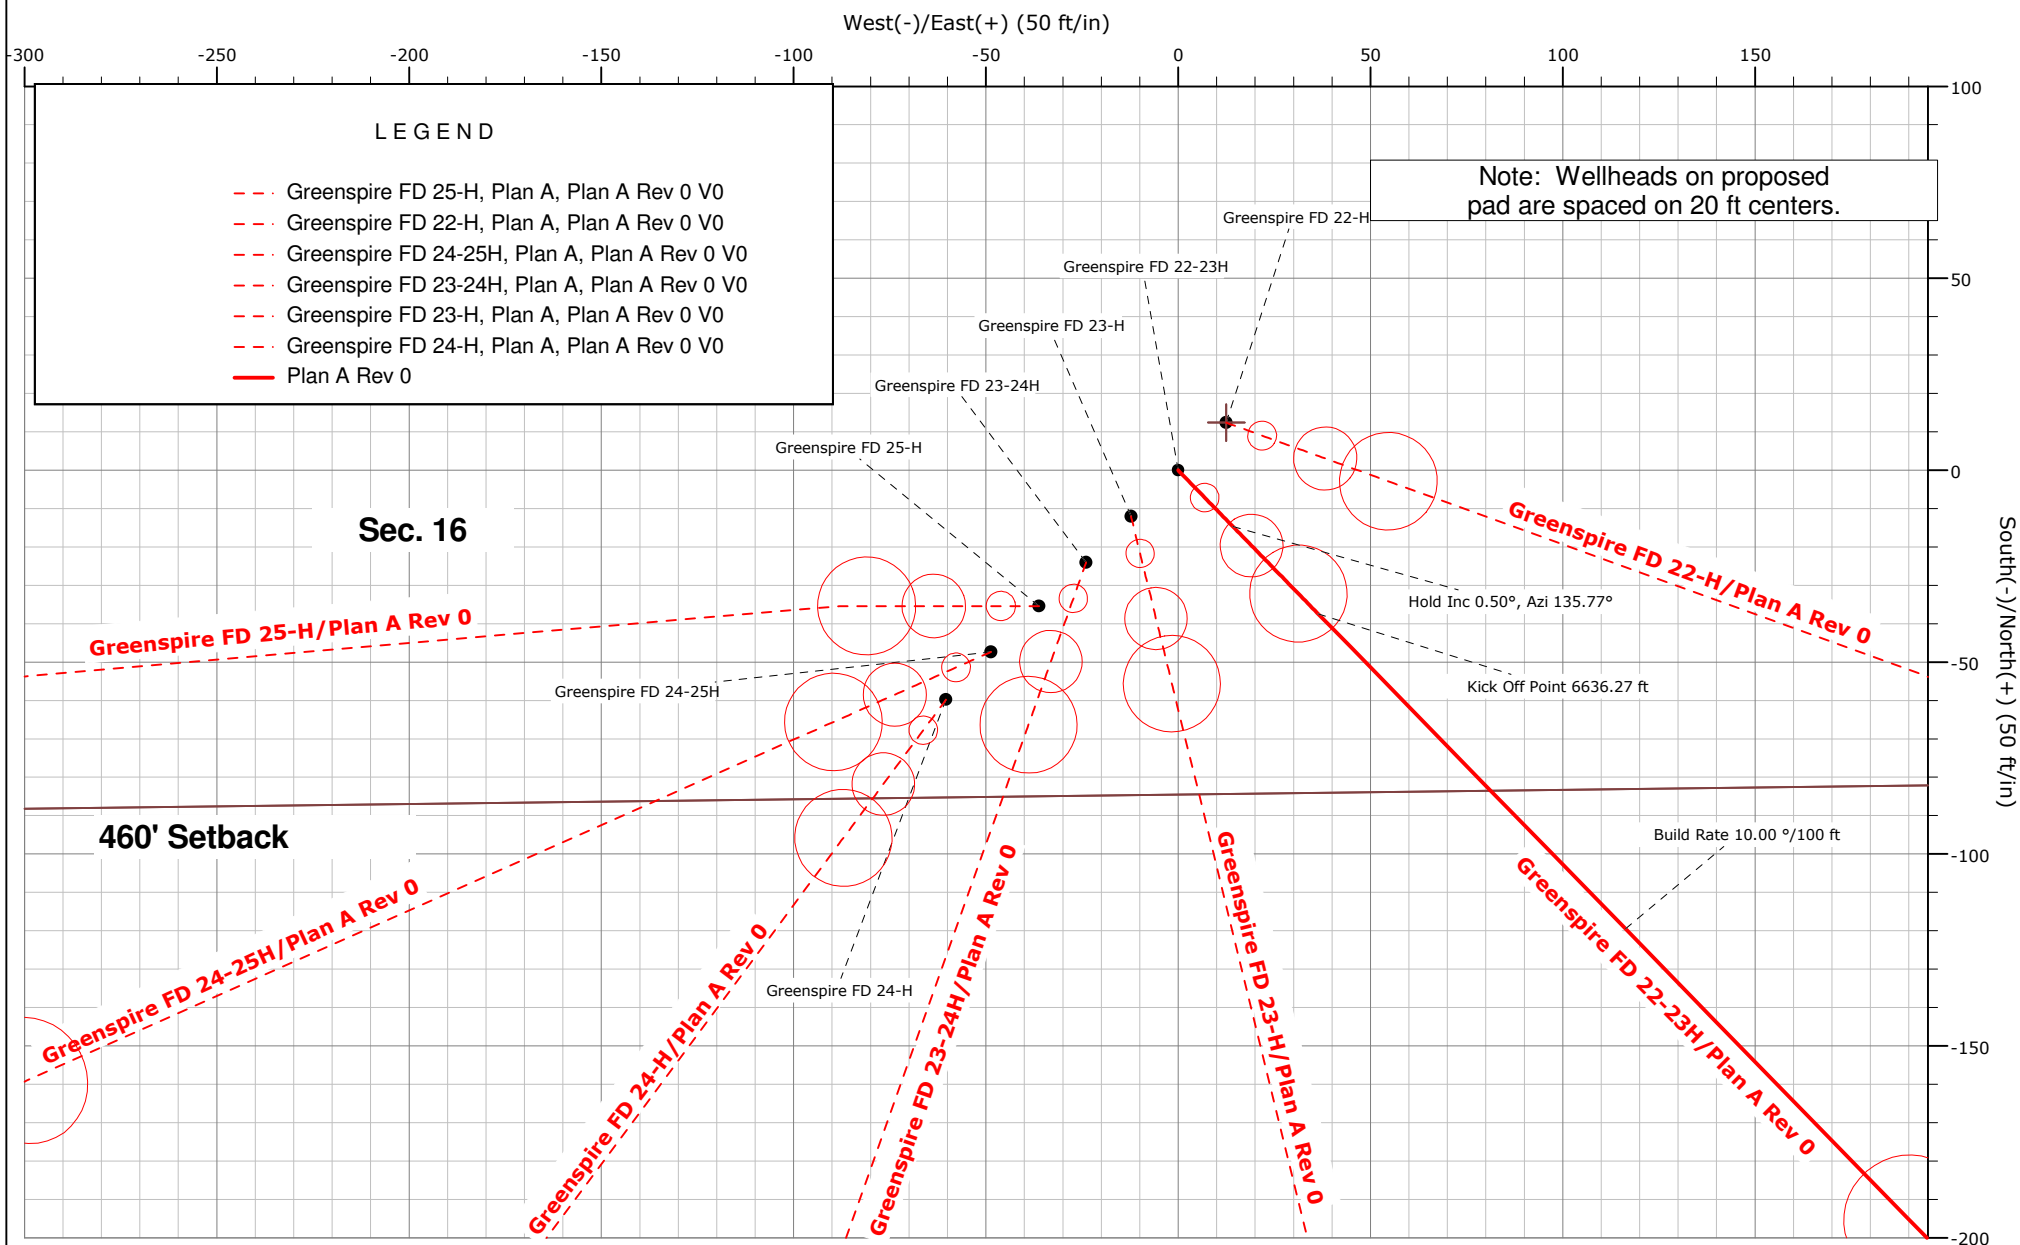 West(-)/East(+) (50 ft/in)
-300 -250 -200 -150 -100 -50 0 50 100 150
LEGEND
Greenspire FD 25-H, Plan A, Plan A Rev 0 V0
Greenspire FD 22-H, Plan A, Plan A Rev 0 V0
Greenspire FD 24-25H, Plan A, Plan A Rev 0 V0
Greenspire FD 23-24H, Plan A, Plan A Rev 0 V0
Greenspire FD 23-H, Plan A, Plan A Rev 0 V0
Greenspire FD 24-H, Plan A, Plan A Rev 0 V0
Plan A Rev 0
Note: Wellheads on proposed
pad are spaced on 20 ft centers.
Greenspire FD 22-H
Greenspire FD 22-23H
Greenspire FD 23-H
Greenspire FD 23-24H
Greenspire FD 25-H
Sec. 16
Greenspire FD 22-H/Plan A Rev 0
Hold Inc 0.50°, Azi 135.77°
Greenspire FD 25-H/Plan A Rev 0
Kick Off Point 6636.27 ft
Greenspire FD 24-25H
460' Setback
Build Rate 10.00 °/100 ft
Greenspire FD 24-25H/Plan A Rev 0
Greenspire FD 24-H/Plan A Rev 0
Greenspire FD 23-24H/Plan A Rev 0
Greenspire FD 23-H/Plan A Rev 0
Greenspire FD 22-23H/Plan A Rev 0
Greenspire FD 24-H
100
50
0
-50
-100
-150
-200
South(-)/North(+) (50 ft/in)